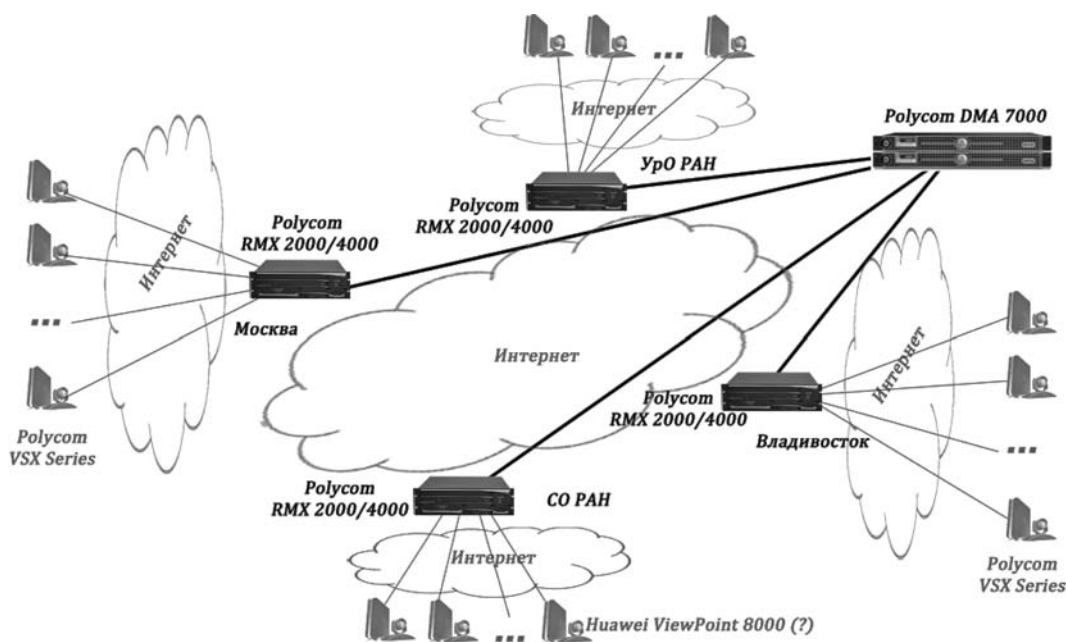 Интернет
Polycom DMA 7000
УрО РАН
Polycom
RMX 2000/4000
Polycom
RMX 2000/4000
Интернет
Москва
...
Интернет
Polycom
RMX 2000/4000
Интернет
Владивосток
Polycom
VSX Series
Polycom
RMX 2000/4000
СО РАН
Интернет
Polycom
VSX Series
Huawei ViewPoint 8000 (?)